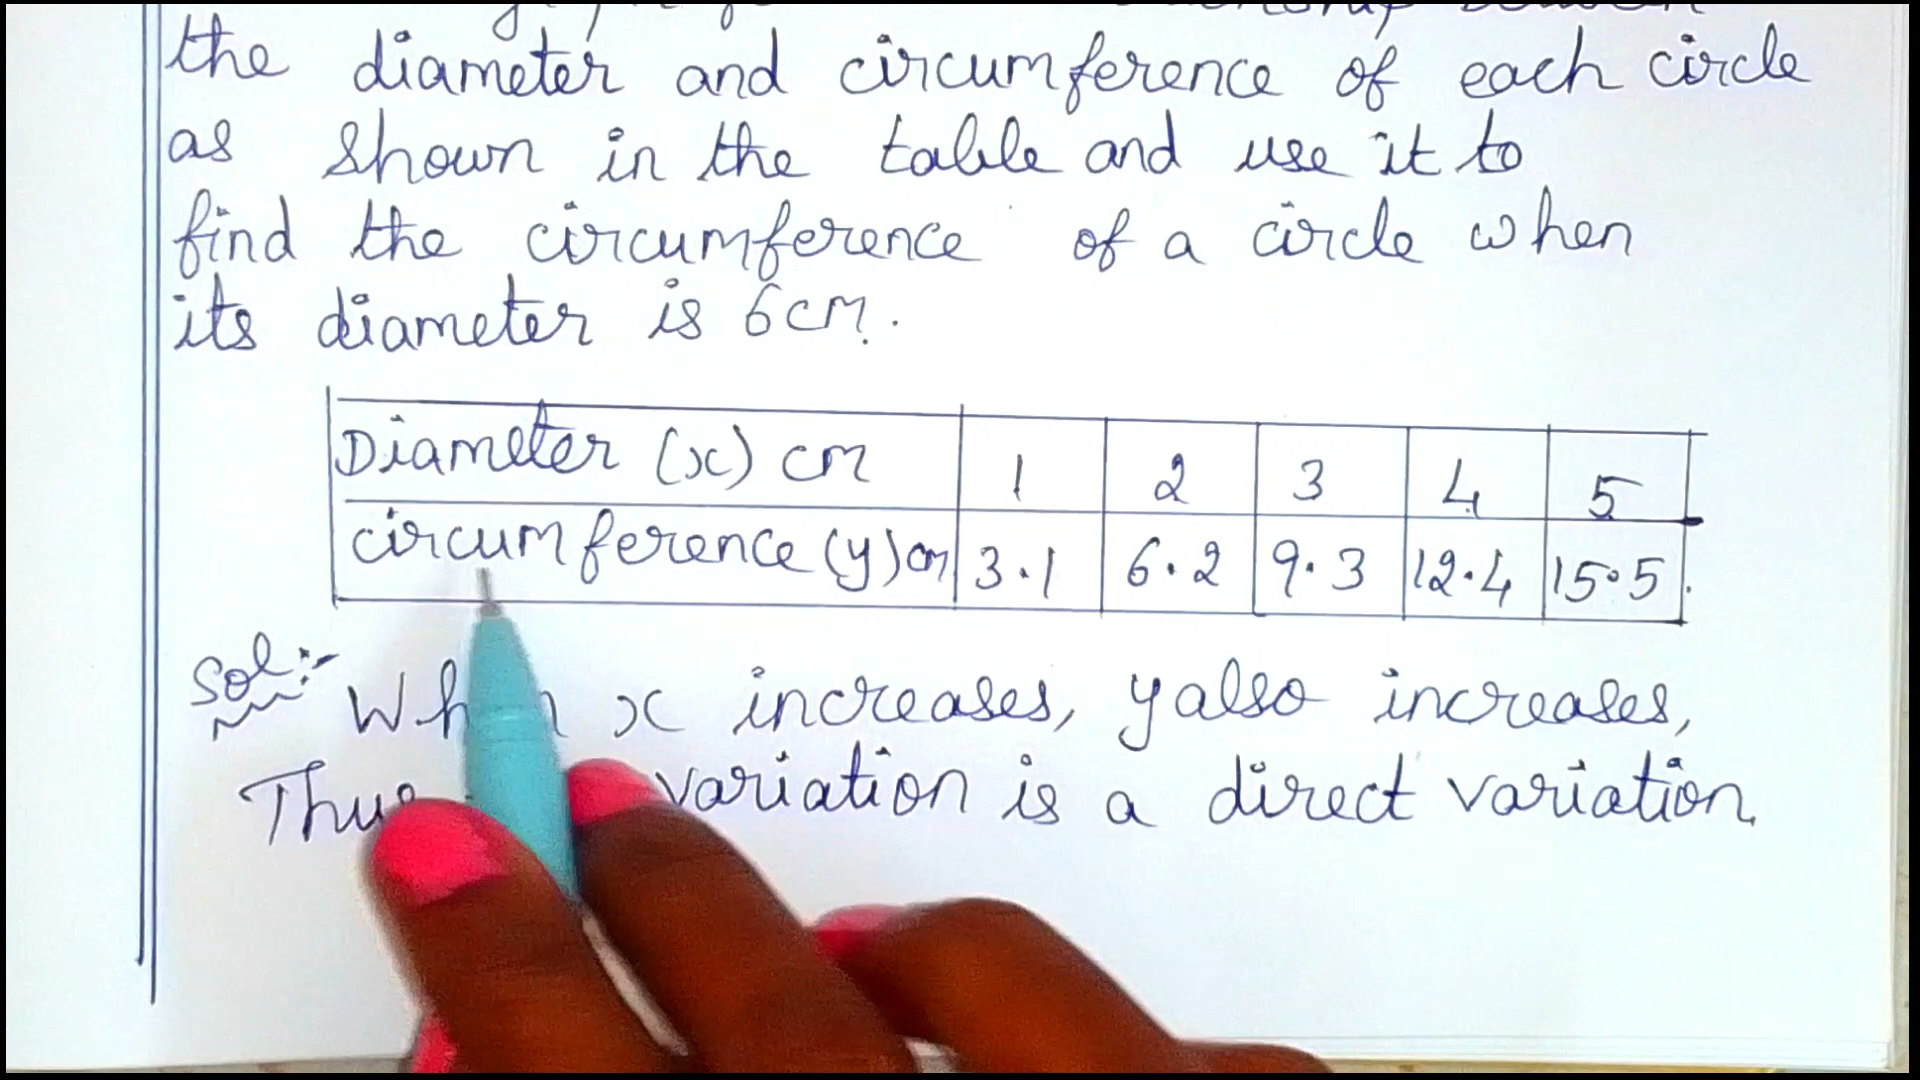 the diameter and circumference of each circle
as shown in the table and use it to
find the circumference of a circle when
its diameter is 6cm.
Diameter (x) cm 1 2 3 4 5
circumference (y) cm 3.1 6.2 9.3 12.4 15.5
Sol:-
x increases, y also increases,
variation is a direct variation.